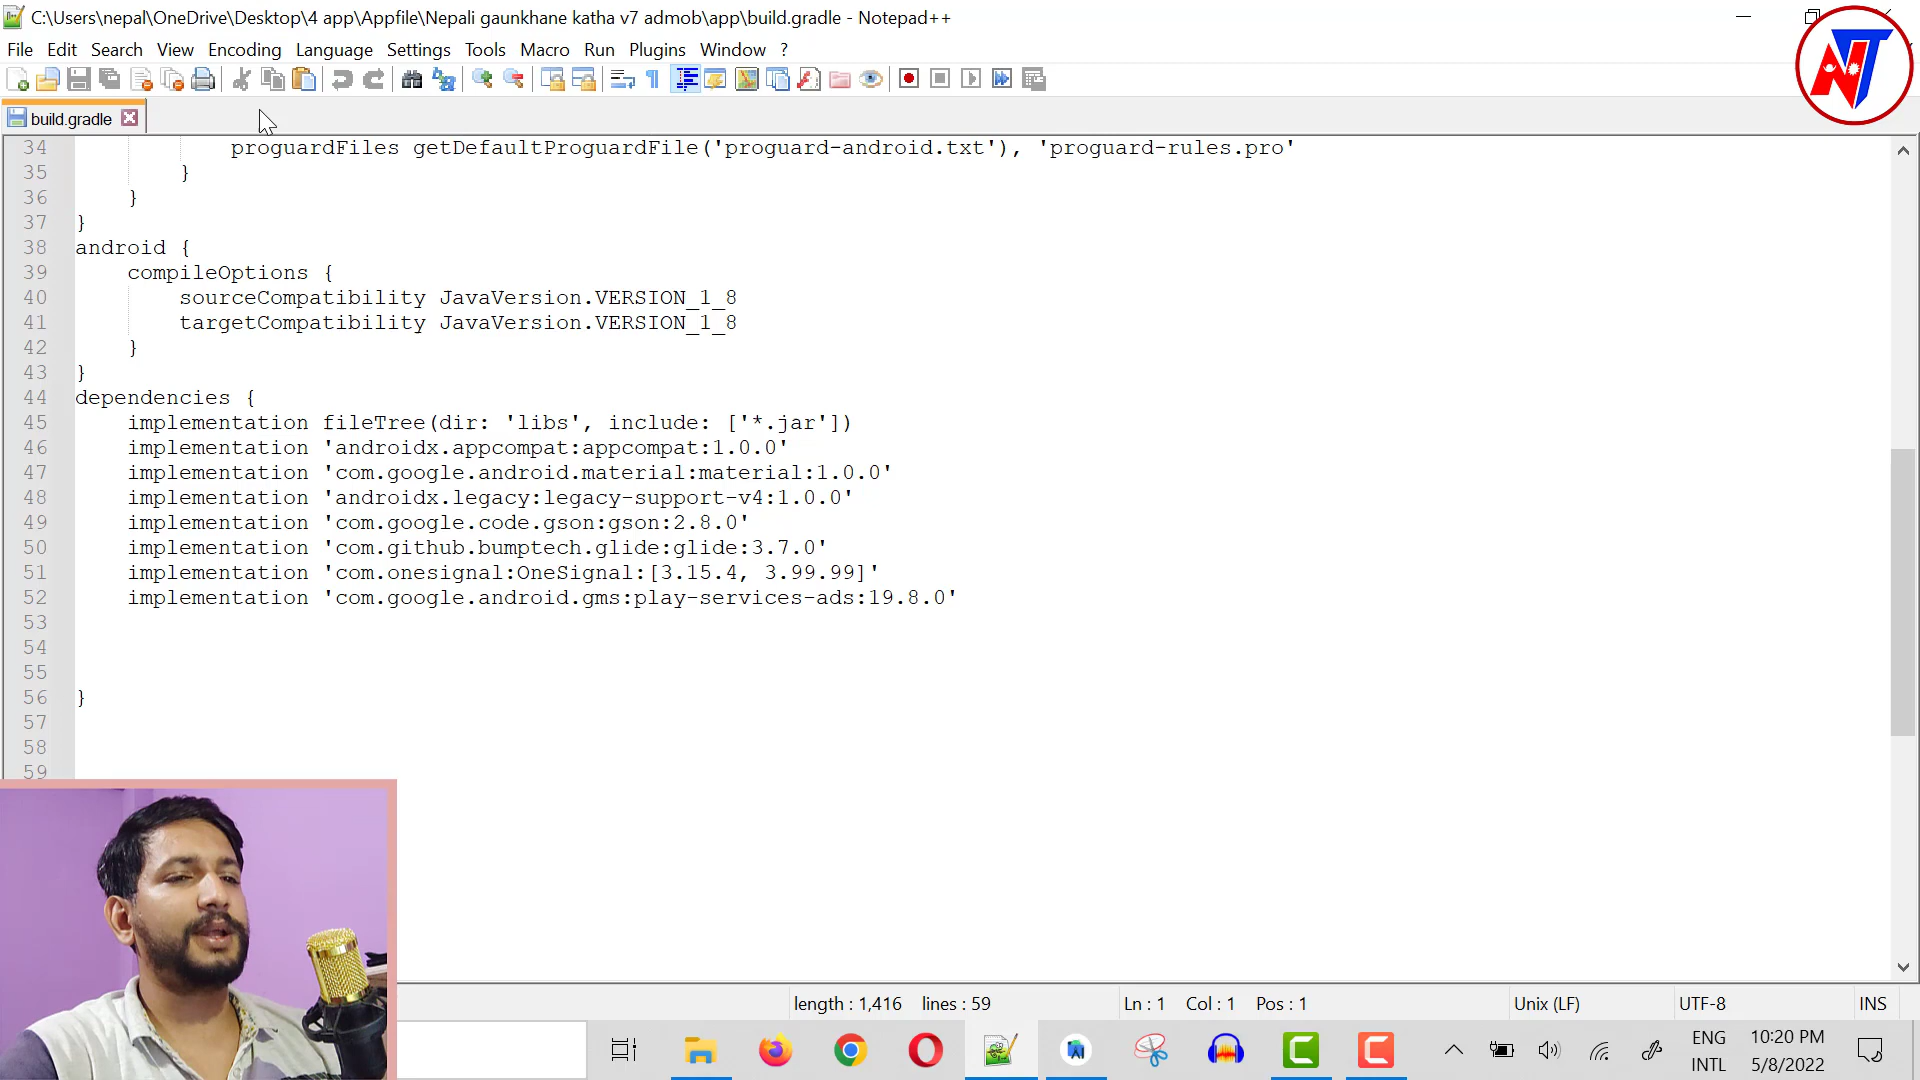 C:\Users\nepal\OneDrive\Desktop\4 app\Appfile\Nepali gaunkhane katha v7 admob\app\build.gradle - Notepad++
File Edit Search View Encoding Language Settings Tools Macro Run Plugins Window ?
NT
build.gradle
34 proguardFiles getDefaultProguardFile('proguard-android.txt'), 'proguard-rules.pro'
35 }
36 }
37 }
38 android {
39 compileOptions {
40 sourceCompatibility JavaVersion.VERSION_1_8
41 targetCompatibility JavaVersion.VERSION_1_8
42 }
43 }
44 dependencies {
45 implementation fileTree(dir: 'libs', include: ['*.jar'])
46 implementation 'androidx.appcompat:appcompat:1.0.0'
47 implementation 'com.google.android.material:material:1.0.0'
48 implementation 'androidx.legacy:legacy-support-v4:1.0.0'
49 implementation 'com.google.code.gson:gson:2.8.0'
50 implementation 'com.github.bumptech.glide:glide:3.7.0'
51 implementation 'com.onesignal:OneSignal:[3.15.4, 3.99.99]'
52 implementation 'com.google.android.gms:play-services-ads:19.8.0'
53
54
55
56 }
57
58
59
length : 1,416 lines : 59 Ln : 1 Col : 1 Pos : 1 Unix (LF) UTF-8 INS
ENG 10:20 PM
INTL 5/8/2022